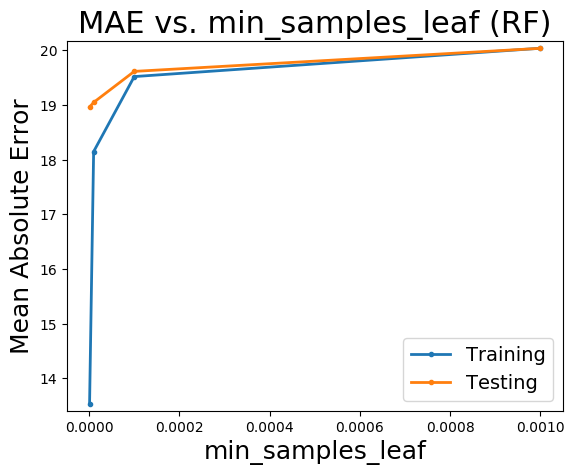 MAE vs. min_samples_leaf (RF)
Mean Absolute Error
20
19
18
17
16
15
14
Training
Testing
0.0000 0.0002 0.0004 0.0006 0.0008 0.0010
min_samples_leaf